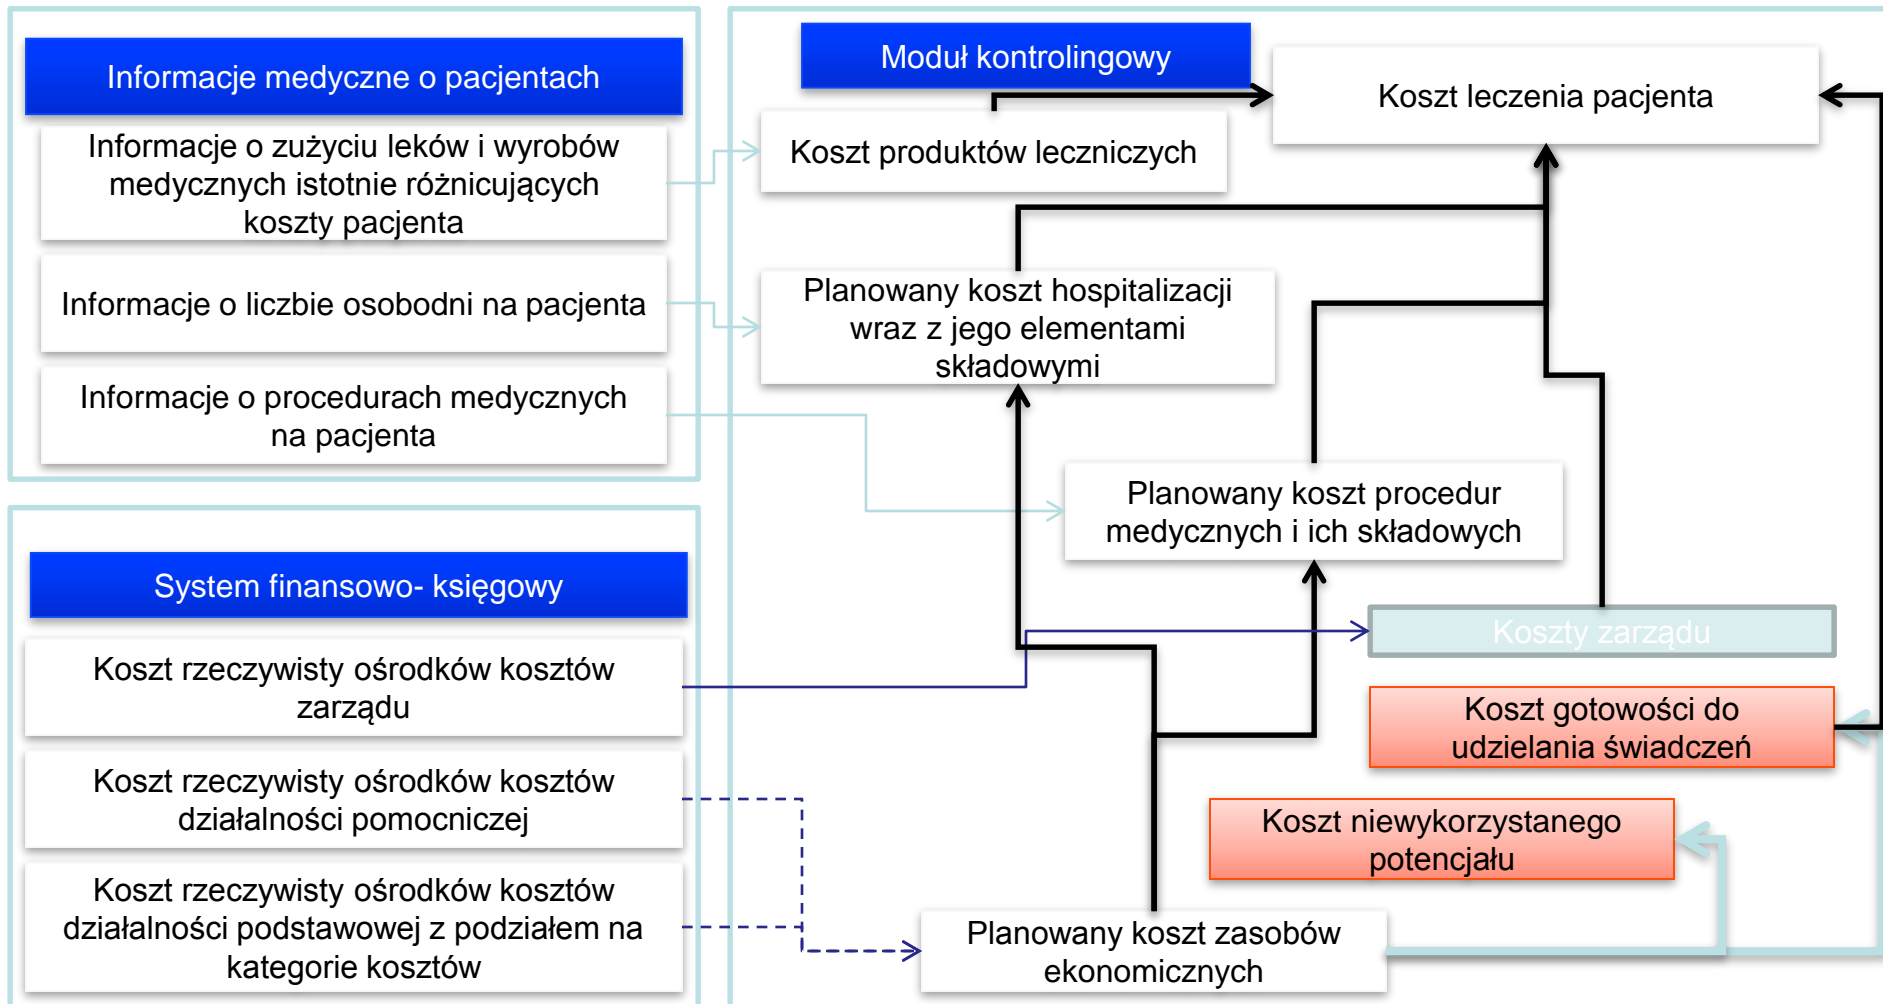 Informacje medyczne o pacjentach
Informacje o zużyciu leków i wyrobów
medycznych istotnie różnicujących
koszty pacjenta
Informacje o liczbie osobodni na pacjenta
Informacje o procedurach medycznych
na pacjenta
System finansowo- księgowy
Koszt rzeczywisty ośrodków kosztów
zarządu
Koszt rzeczywisty ośrodków kosztów
działalności pomocniczej
Koszt rzeczywisty ośrodków kosztów
działalności podstawowej z podziałem na
kategorie kosztów
Moduł kontrolingowy
Koszt leczenia pacjenta
Koszt produktów leczniczych
Planowany koszt hospitalizacji
wraz z jego elementami
składowymi
Planowany koszt procedur
medycznych i ich składowych
Koszty zarządu
Koszt gotowości do
udzielania świadczeń
Koszt niewykorzystanego
potencjału
Planowany koszt zasobów
ekonomicznych